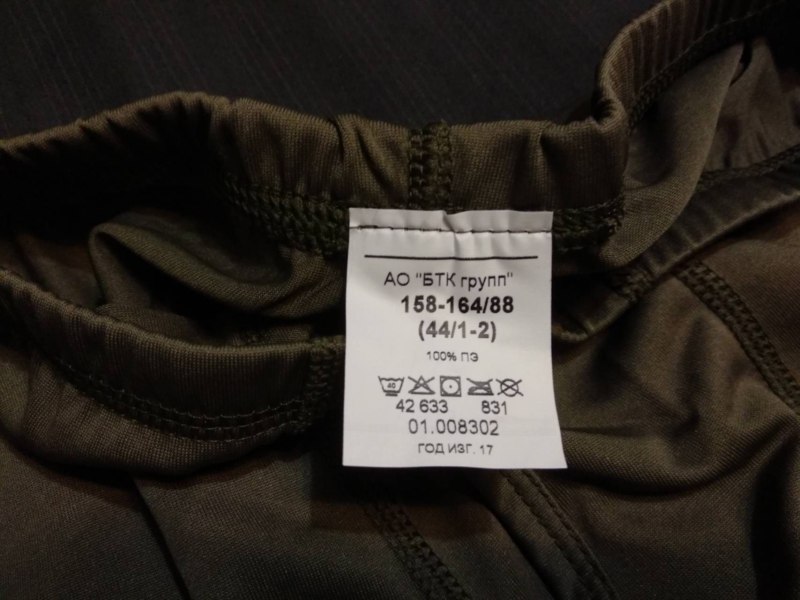 АО "БТК групп"
158-164/88
(44/1-2)
100% ПЭ
40
42 633 831
01.008302
ГОД ИЗГ. 17